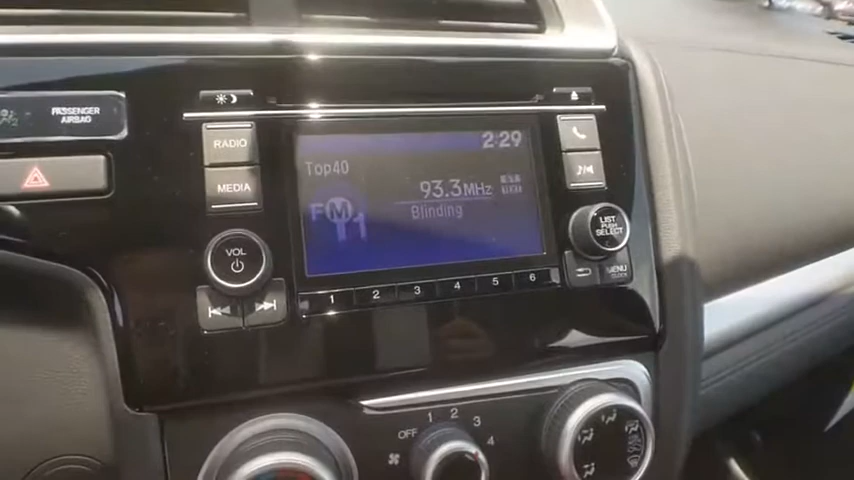 PASSENGER
AIRBAG
RADIO
MEDIA
VOL
2:29
Top40
93.3MHz
FM1
Blinding
LIST
PUSH
SELECT
MENU
CLOCK
1 2 3 4 5 6
OFF 1 2 3 4